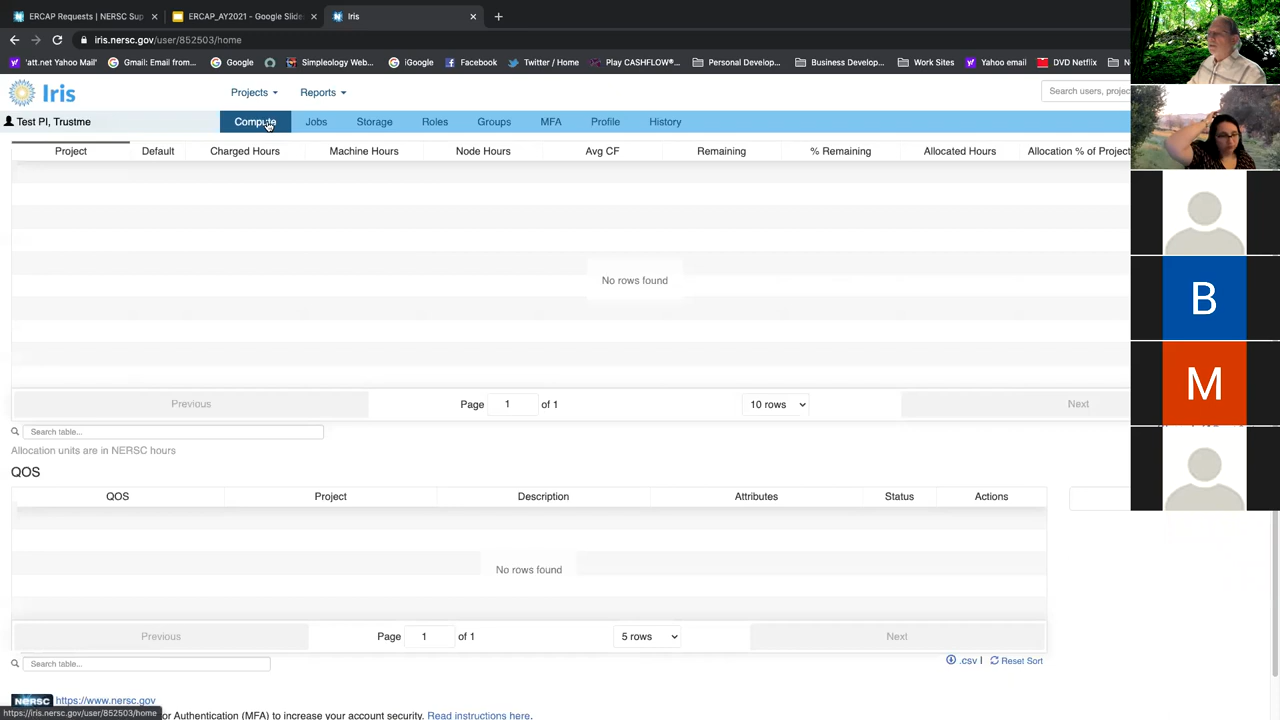 ERCAP Requests | NERSC Sup
ERCAP_AY2021 - Google Slide
Iris
iris.nersc.gov/user/852503/home
'att.net Yahoo Mail'
Gmail: Email from...
Google
Simpleology Web...
iGoogle
Facebook
Twitter / Home
Play CASHFLOW®...
Personal Develop...
Business Develop...
Work Sites
Yahoo email
DVD Netflix
Iris
Projects
Reports
Search users, project
Test PI, Trustme
Compute
Jobs
Storage
Roles
Groups
MFA
Profile
History
Project
Default
Charged Hours
Machine Hours
Node Hours
Avg CF
Remaining
% Remaining
Allocated Hours
Allocation % of Project
No rows found
Previous
Page 1 of 1
10 rows
Next
Search table...
Allocation units are in NERSC hours
QOS
QOS
Project
Description
Attributes
Status
Actions
No rows found
Previous
Page 1 of 1
5 rows
Next
Search table...
.csv |
Reset Sort
NERSC
https://www.nersc.gov
https://iris.nersc.gov/user/852503/home
or Authentication (MFA) to increase your account security. Read instructions here.
B
M